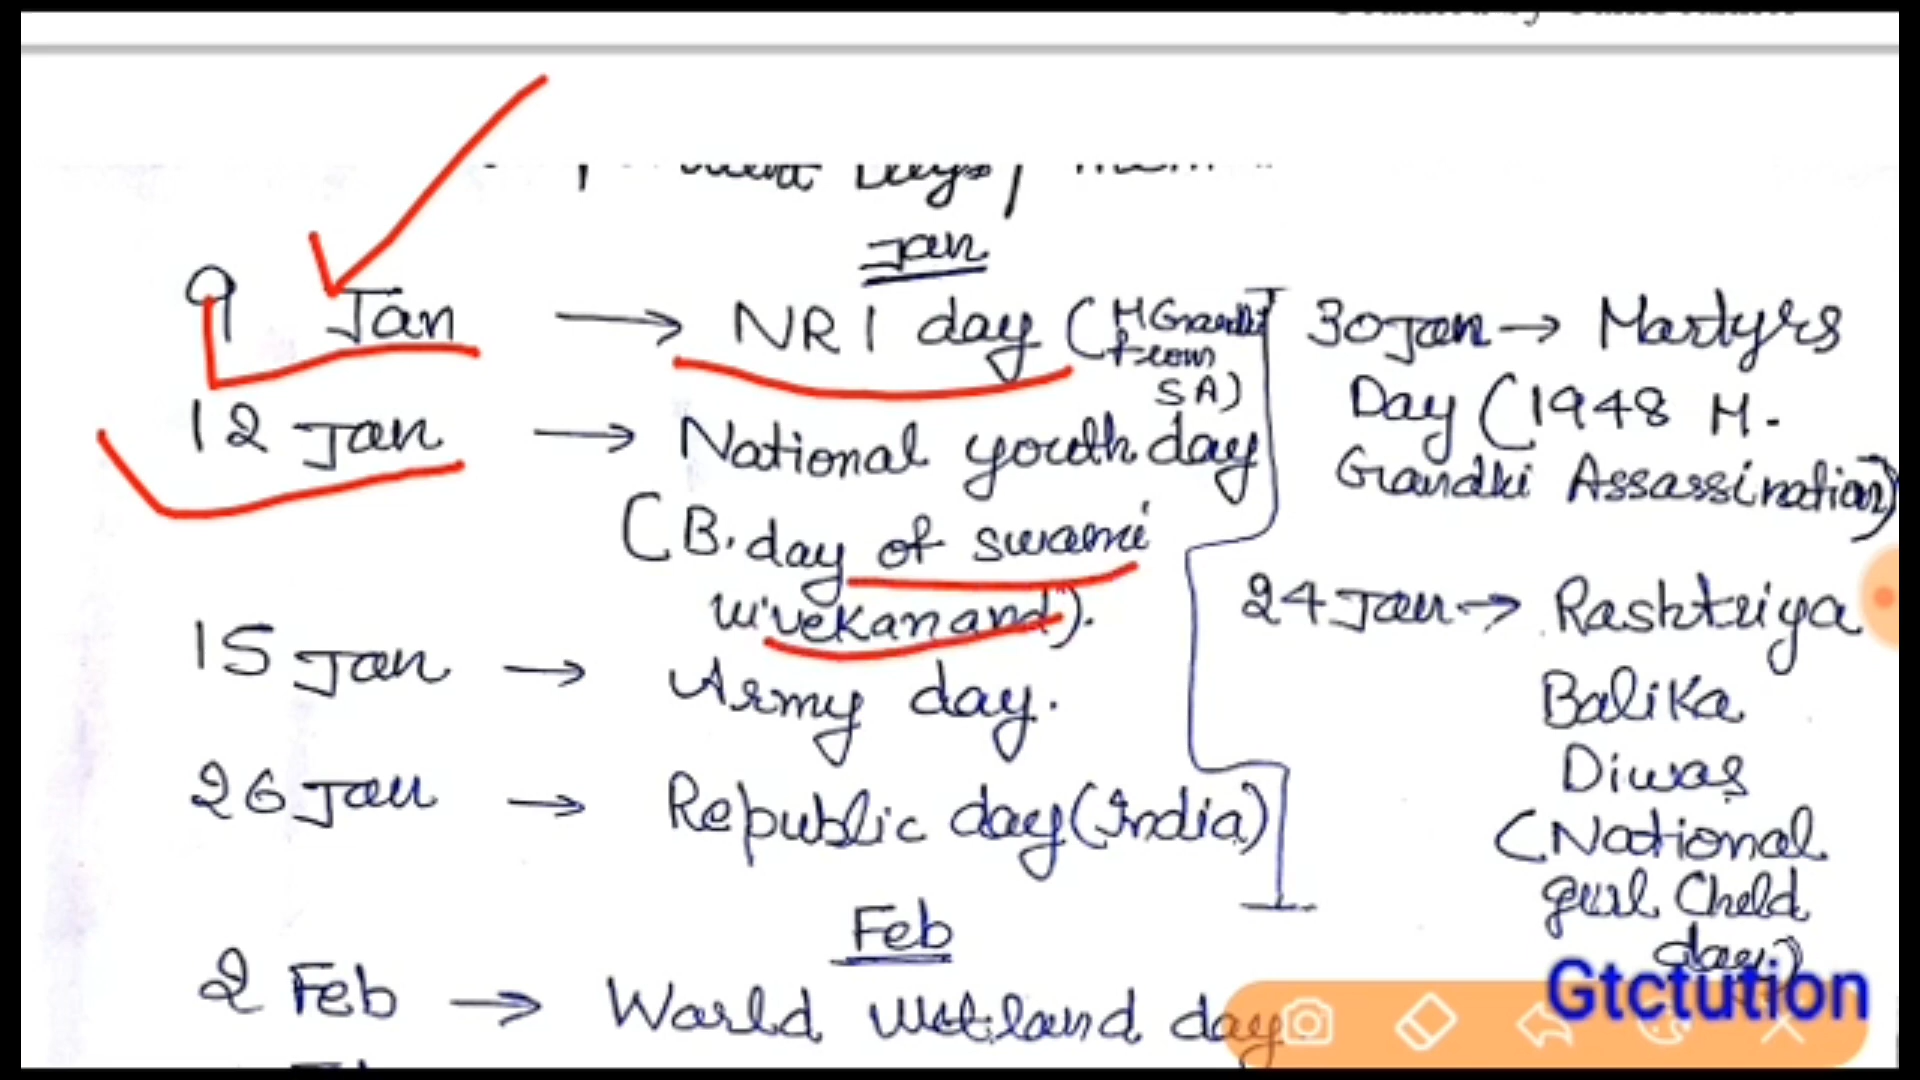 Days /
Jan
9 Jan → NRI day (M Gandhi
from
SA)
12 Jan → National youth day
(B. day of swami
vivekanand).
15 Jan → Army day.
26 Jan → Republic day (India)
30 Jan → Martyrs
Day (1948 M.
Gandhi Assassination)
24 Jan → Rashtriya
Balika
Diwas
(National
girl Child
day)
Feb
2 Feb → World Wetland day
Gtctution